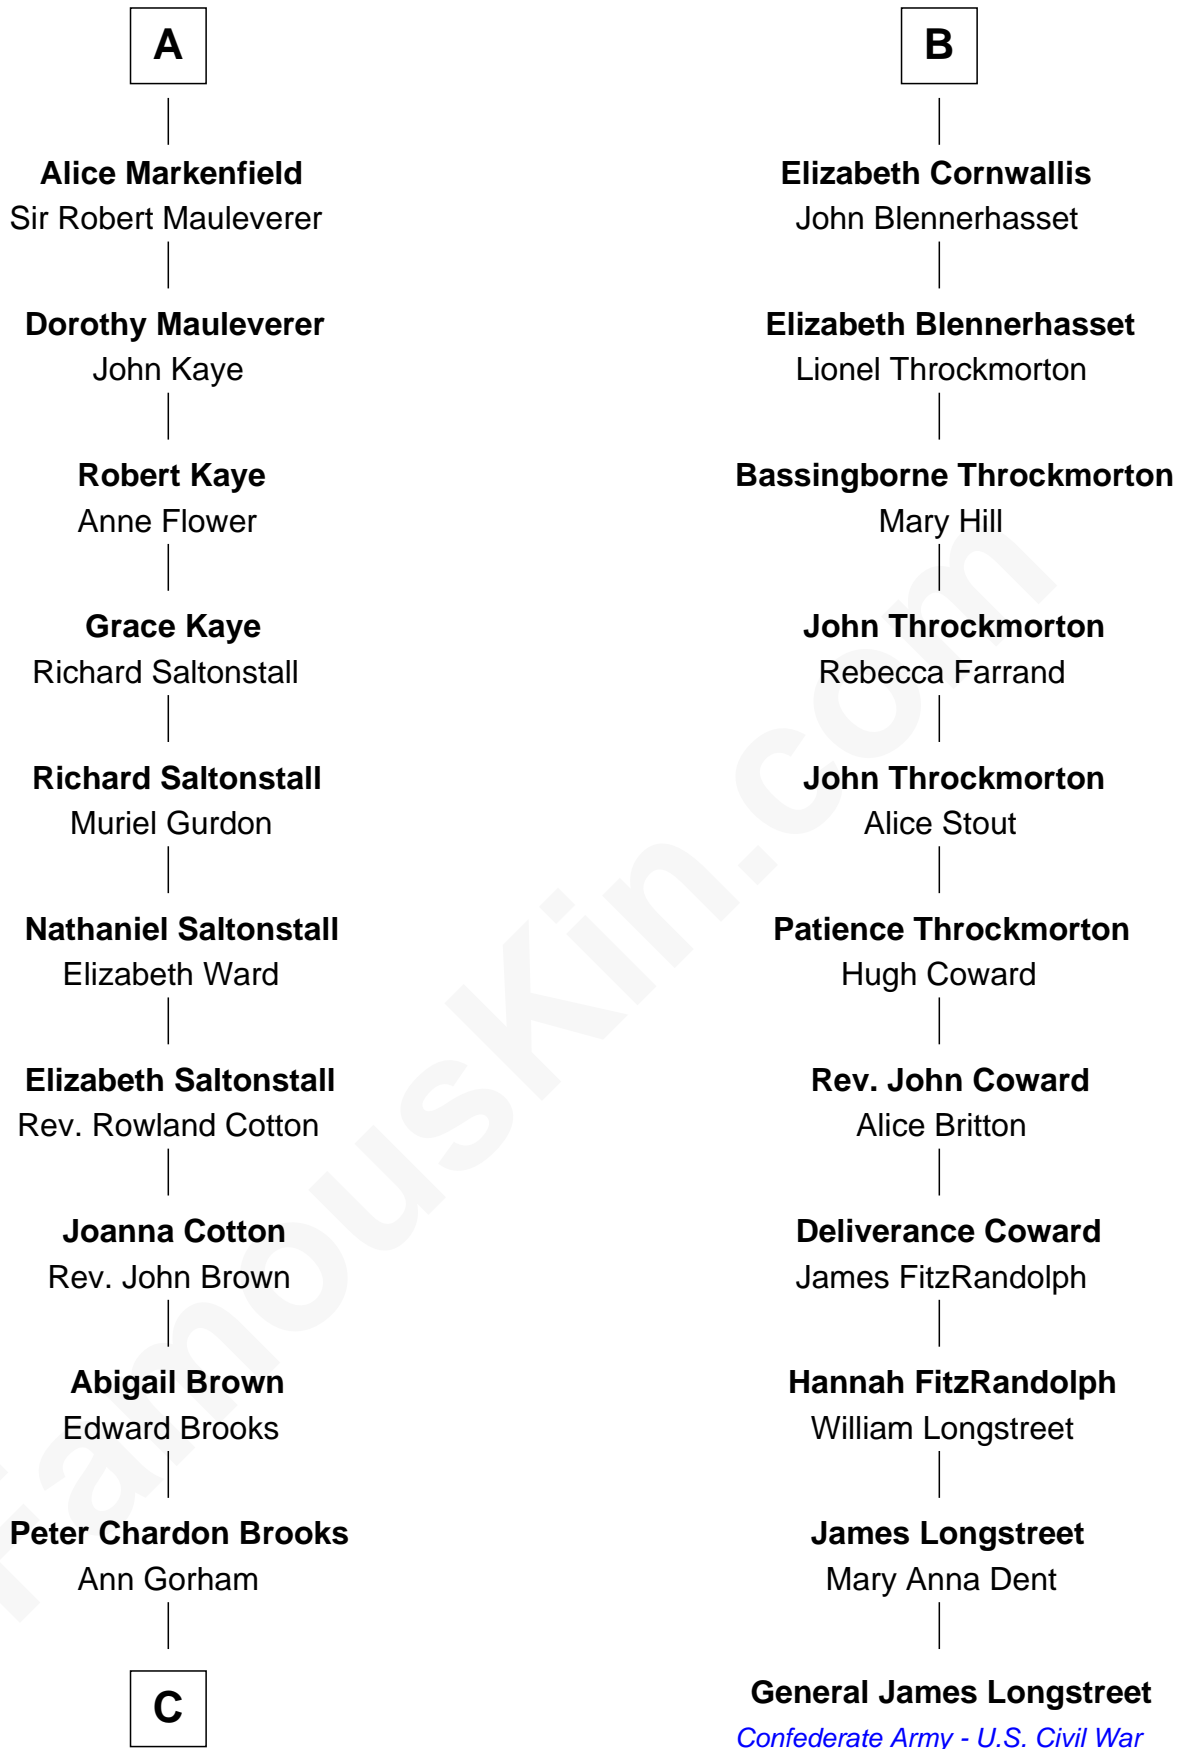 A
Alice Markenfield
Sir Robert Mauleverer
Dorothy Mauleverer
John Kaye
Robert Kaye
Anne Flower
Grace Kaye
Richard Saltonstall
Richard Saltonstall
Muriel Gurdon
Nathaniel Saltonstall
Elizabeth Ward
Elizabeth Saltonstall
Rev. Rowland Cotton
Joanna Cotton
Rev. John Brown
Abigail Brown
Edward Brooks
Peter Chardon Brooks
Ann Gorham
C
B
Elizabeth Cornwallis
John Blennerhasset
Elizabeth Blennerhasset
Lionel Throckmorton
Bassingborne Throckmorton
Mary Hill
John Throckmorton
Rebecca Farrand
John Throckmorton
Alice Stout
Patience Throckmorton
Hugh Coward
Rev. John Coward
Alice Britton
Deliverance Coward
James FitzRandolph
Hannah FitzRandolph
William Longstreet
James Longstreet
Mary Anna Dent
General James Longstreet
Confederate Army - U.S. Civil War
FamousKin.com